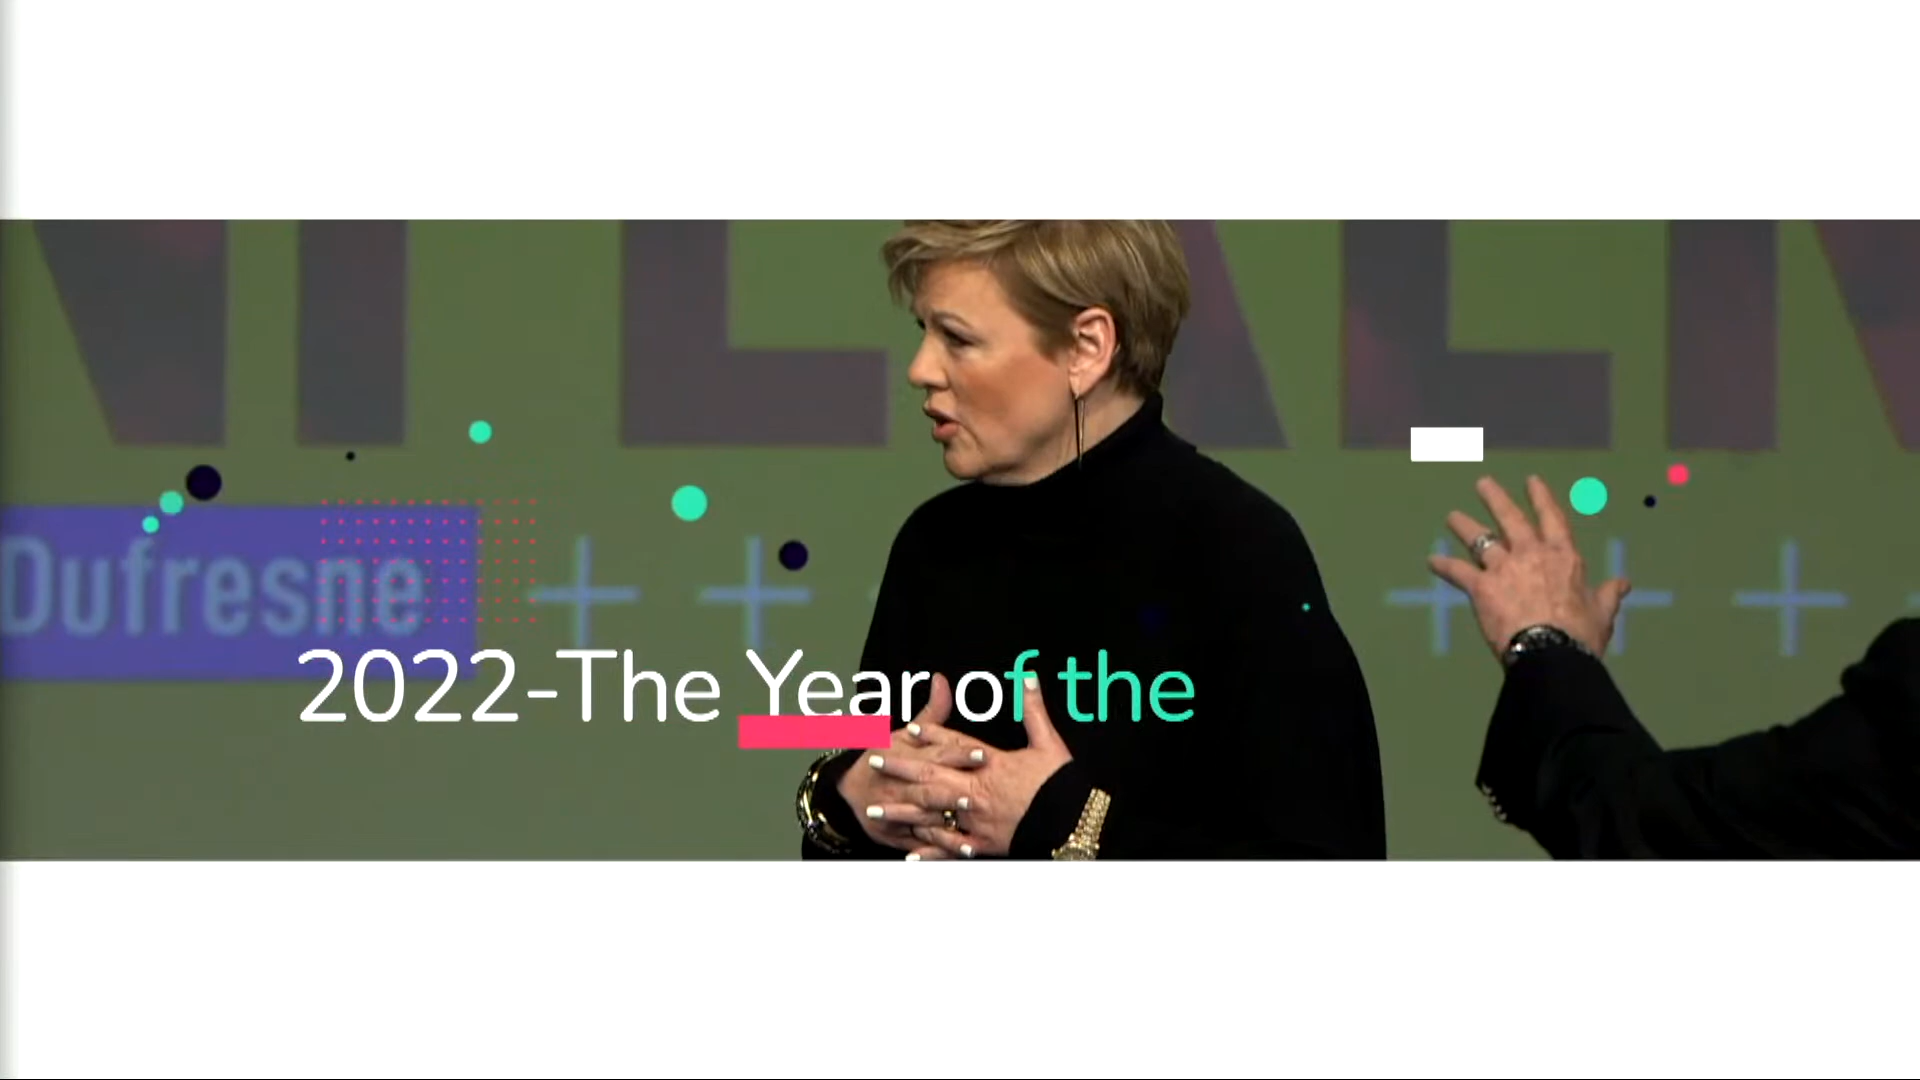 Dufresne
2022-The Year of the